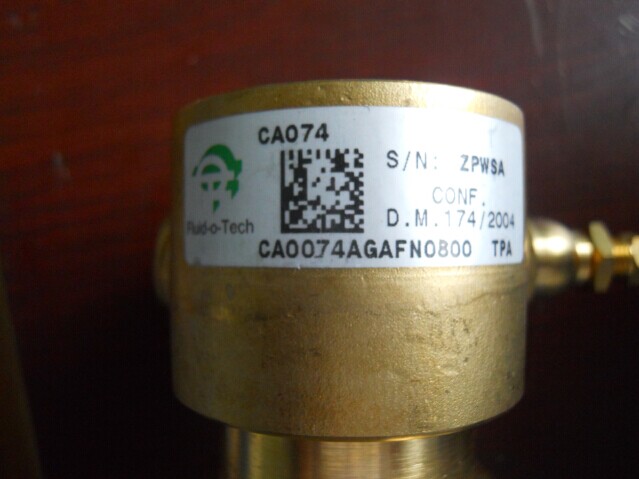 CA074
S/N: ZPWSA
CONF.
D.M.174/2004
Fluid-o-Tech
CA0074AGAFN0800 TPA